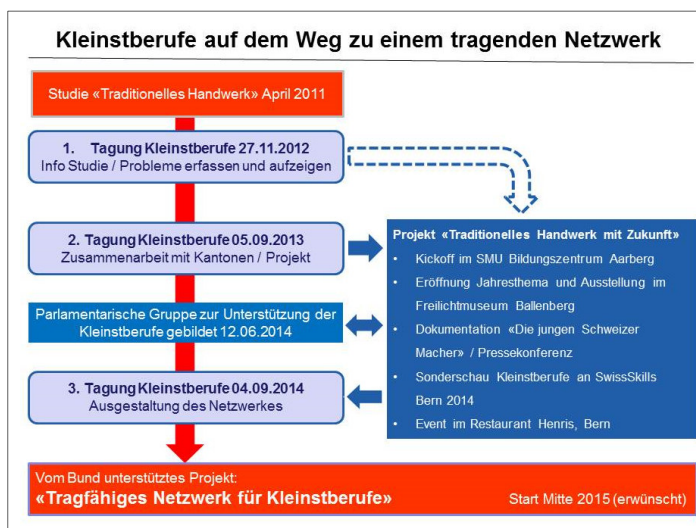 Kleinstberufe auf dem Weg zu einem tragenden Netzwerk
Studie «Traditionelles Handwerk» April 2011
1. Tagung Kleinstberufe 27.11.2012
Info Studie / Probleme erfassen und aufzeigen
2. Tagung Kleinstberufe 05.09.2013
Zusammenarbeit mit Kantonen / Projekt
Parlamentarische Gruppe zur Unterstützung der
Kleinstberufe gebildet 12.06.2014
3. Tagung Kleinstberufe 04.09.2014
Ausgestaltung des Netzwerkes
Projekt «Traditionelles Handwerk mit Zukunft»
• Kickoff im SMU Bildungszentrum Aarberg
• Eröffnung Jahresthema und Ausstellung im
Freilichtmuseum Ballenberg
• Dokumentation «Die jungen Schweizer
Macher» / Pressekonferenz
• Sonderschau Kleinstberufe an SwissSkills
Bern 2014
• Event im Restaurant Henris, Bern
Vom Bund unterstütztes Projekt:
«Tragfähiges Netzwerk für Kleinstberufe» Start Mitte 2015 (erwünscht)